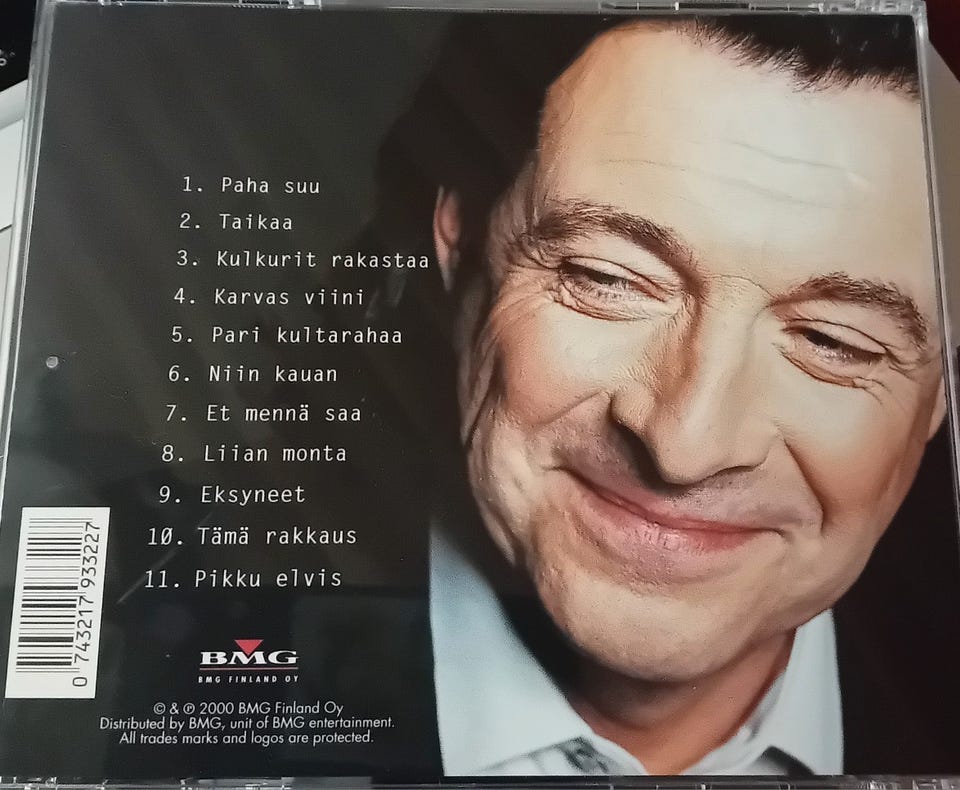 1. Paha suu
2. Taikaa
3. Kulkurit rakastaa
4. Karvas viini
5. Pari kultarahaa
6. Niin kauan
7. Et mennä saa
8. Liian monta
9. Eksyneet
10. Tämä rakkaus
11. Pikku elvis
0 743217 933227
BMG
BMG FINLAND OY
© & ℗ 2000 BMG Finland Oy
Distributed by BMG, unit of BMG entertainment.
All trades marks and logos are protected.